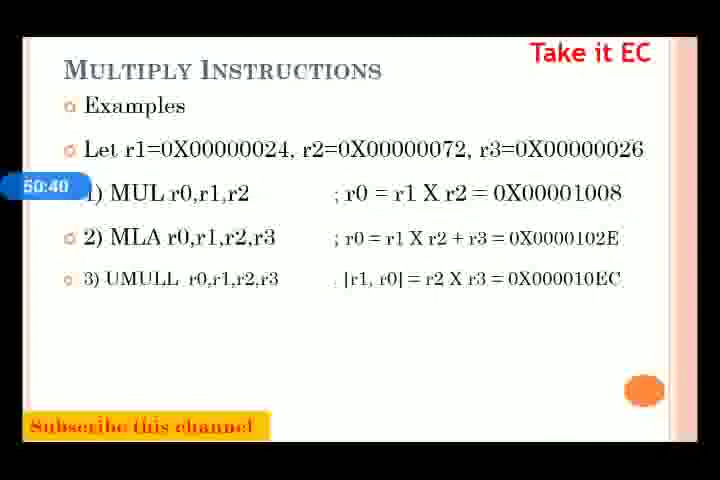 Take it EC
MULTIPLY INSTRUCTIONS
Examples
Let r1=0X00000024, r2=0X00000072, r3=0X00000026
50:40
1) MUL r0,r1,r2 ; r0 = r1 X r2 = 0X00001008
2) MLA r0,r1,r2,r3 ; r0 = r1 X r2 + r3 = 0X0000102E
3) UMULL r0,r1,r2,r3 ; [r1, r0] = r2 X r3 = 0X000010EC
Subscribe this channel